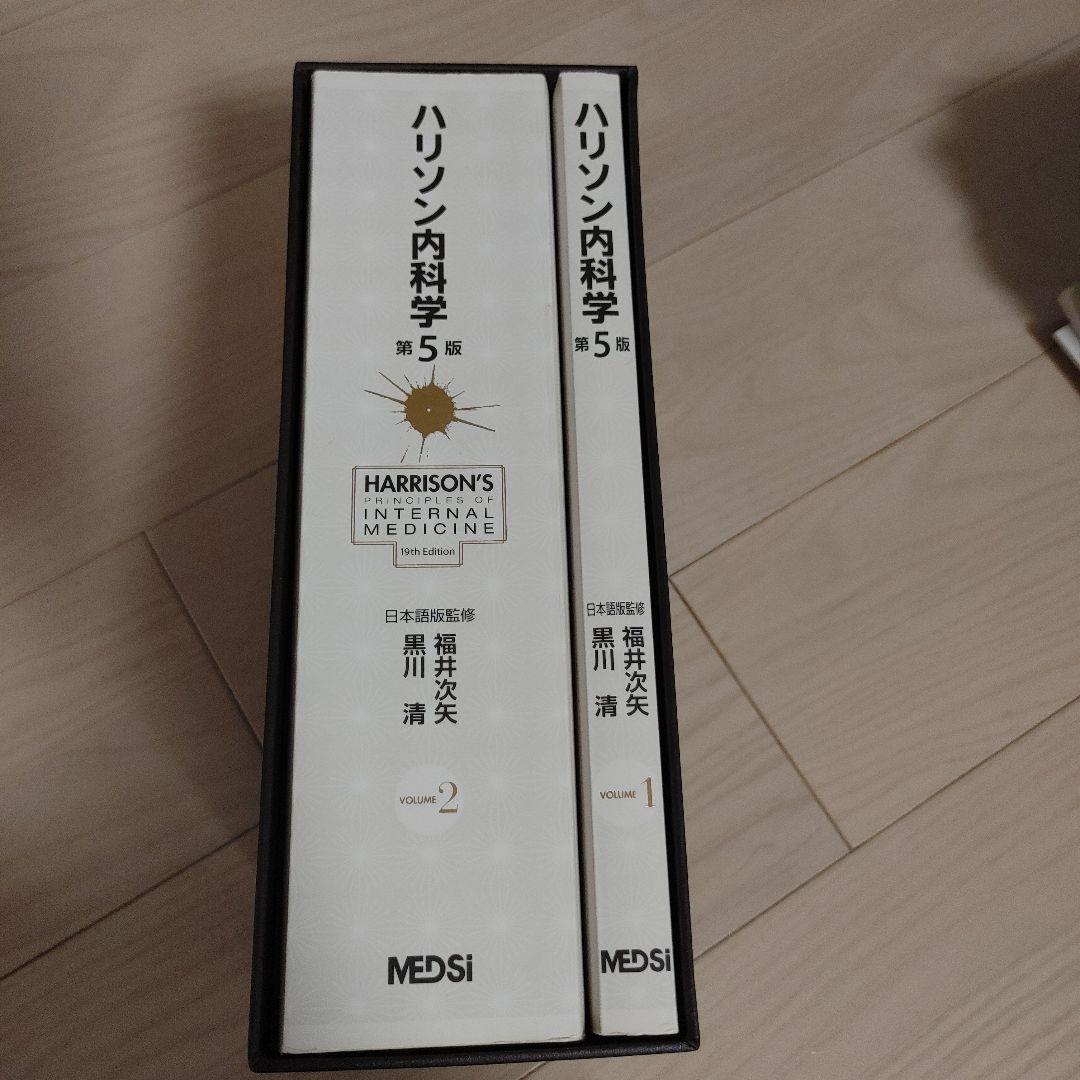 ハリソン内科学
第5版
HARRISON'S
PRINCIPLES OF
INTERNAL
MEDICINE
19th Edition
日本語版監修
福井次矢
黒川 清
VOLUME 2
MEDSi
ハリソン内科学
第5版
日本語版監修
福井次矢
黒川 清
VOLUME 1
MEDSi